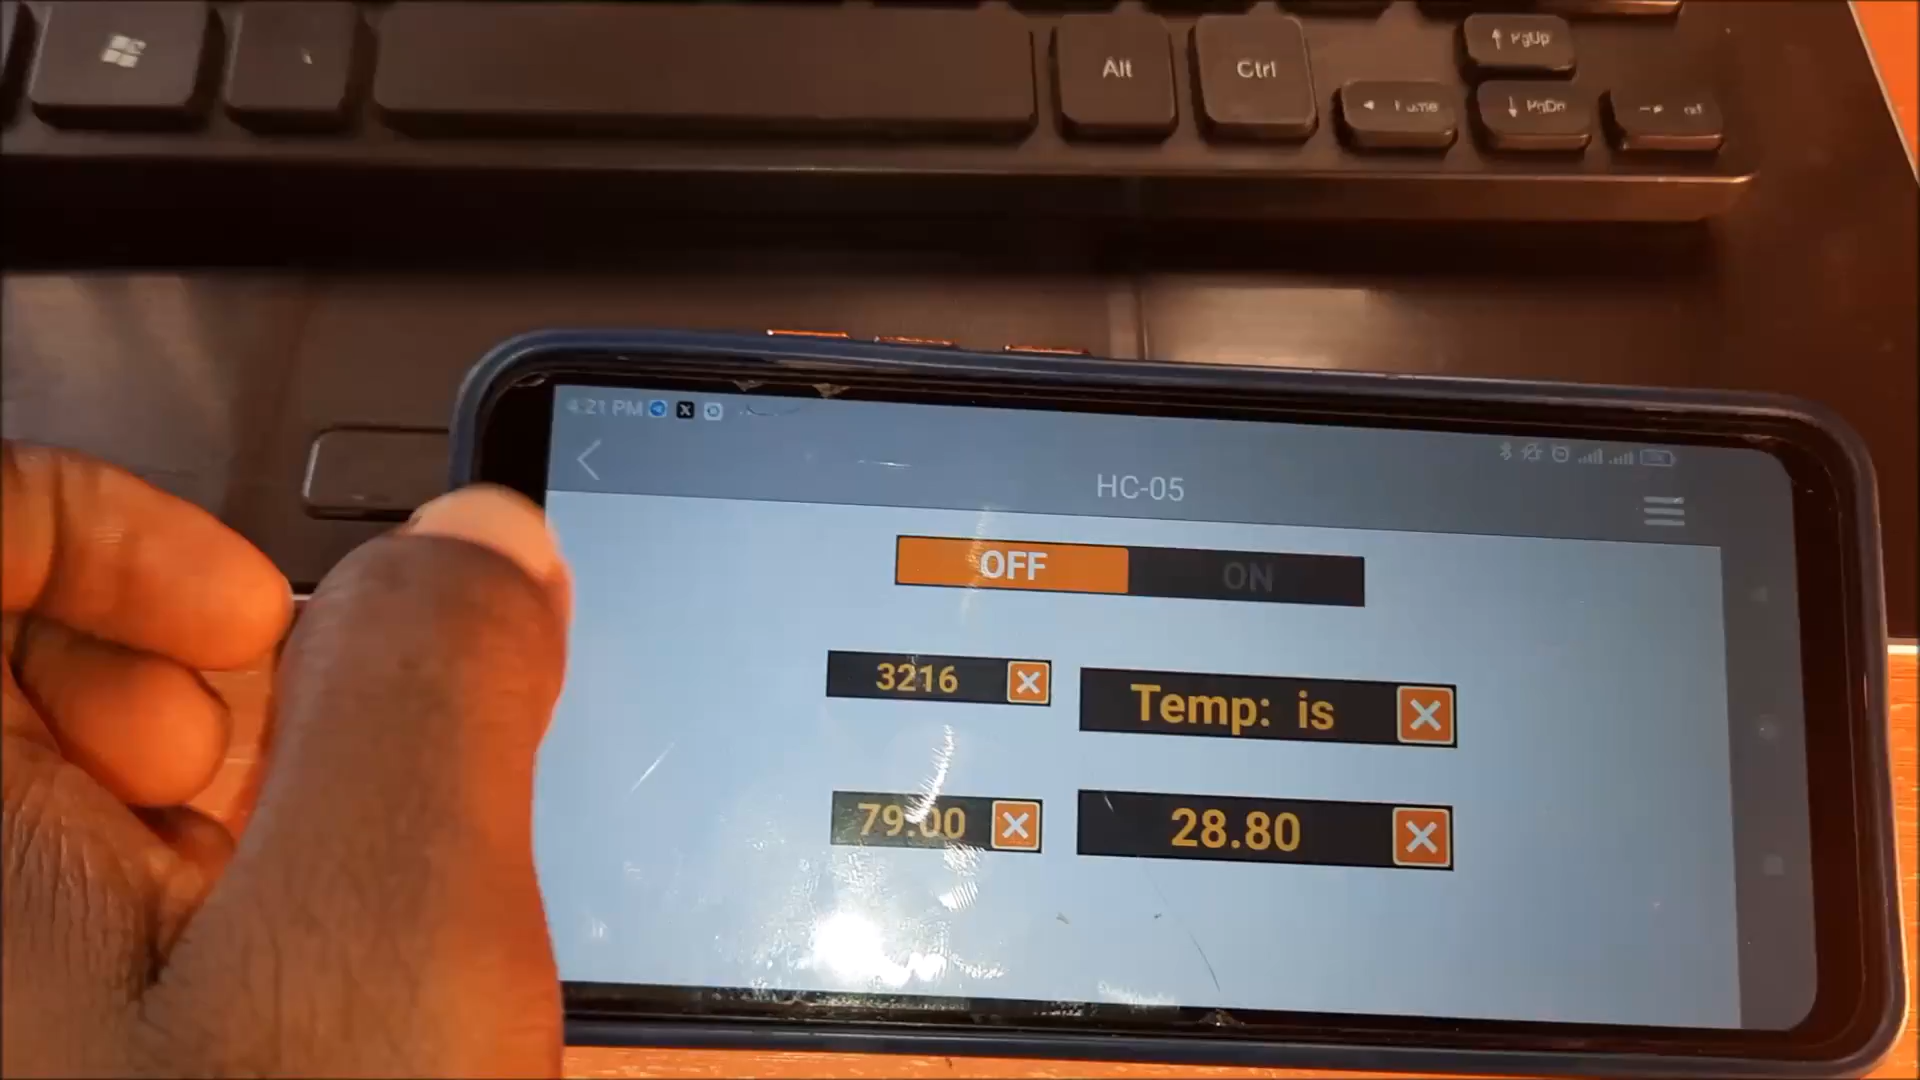 Alt
Ctrl
PgUp
PgDn
4:21 PM
HC-05
OFF ON
3216
Temp: is
79.00
28.80